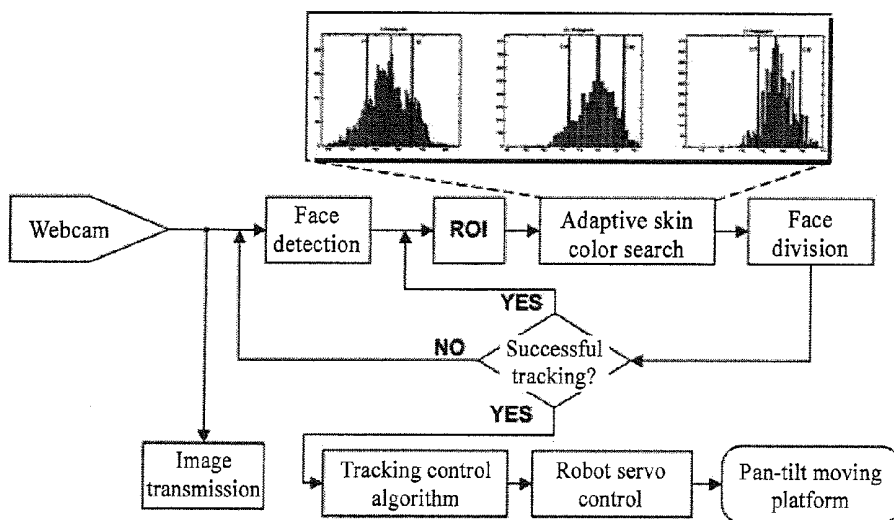 Webcam
Face
detection
ROI
Adaptive skin
color search
Face
division
YES
NO
Successful
tracking?
YES
Image
transmission
Tracking control
algorithm
Robot servo
control
Pan-tilt moving
platform